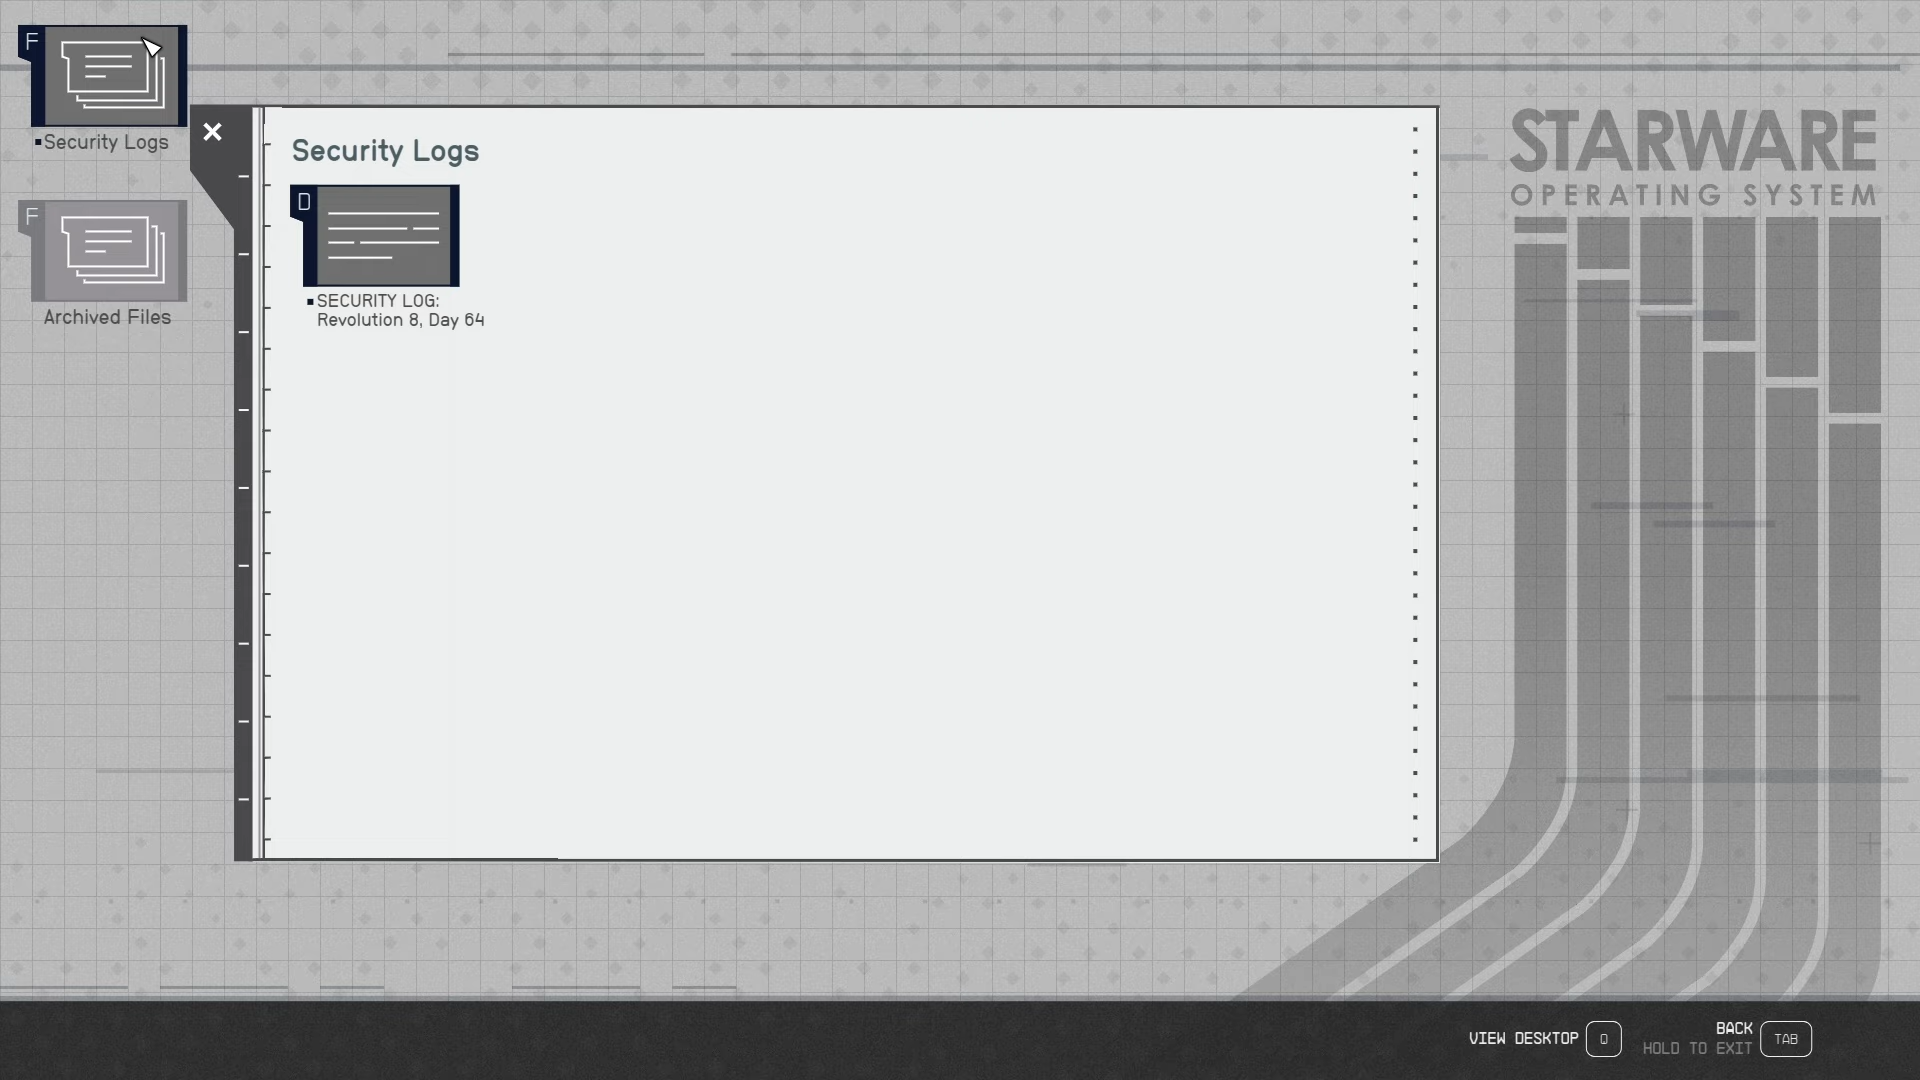 F
Security Logs
F
Archived Files
Security Logs
D
SECURITY LOG:
Revolution 8, Day 64
STARWARE
OPERATING SYSTEM
VIEW DESKTOP Q
BACK
HOLD TO EXIT TAB